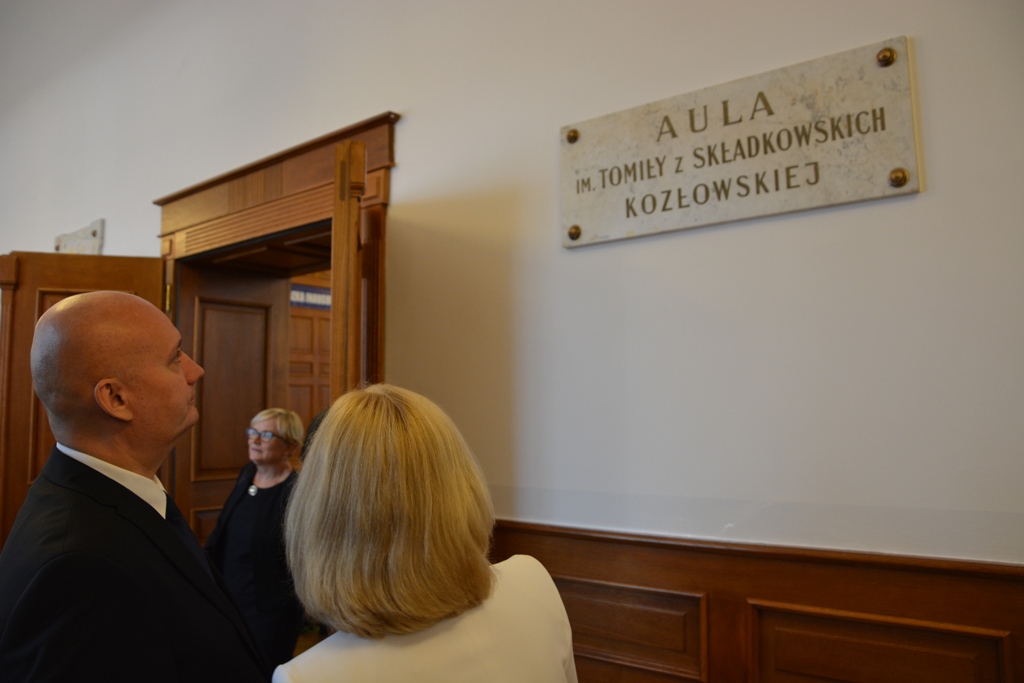 AULA
IM. TOMIŁY Z SKŁADKOWSKICH
KOZŁOWSKIEJ